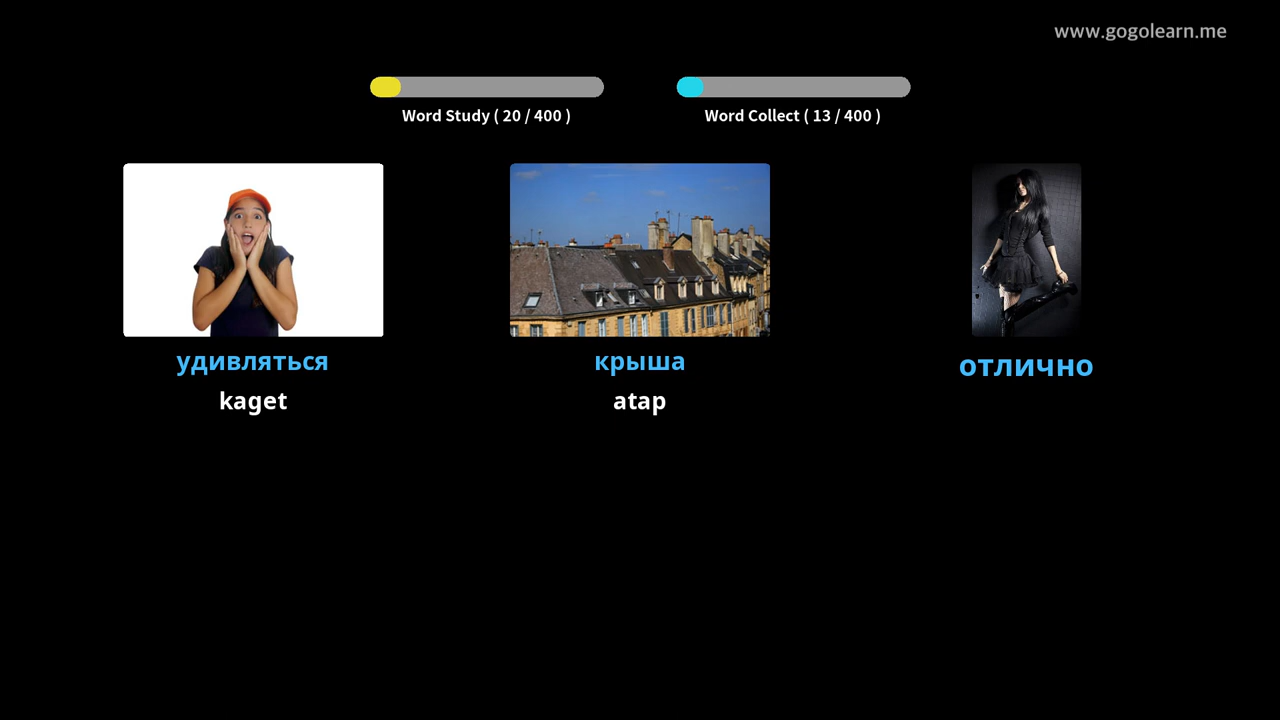 www.gogolearn.me
Word Study ( 20 / 400 )
Word Collect ( 13 / 400 )
удивляться
kaget
крыша
atap
отлично